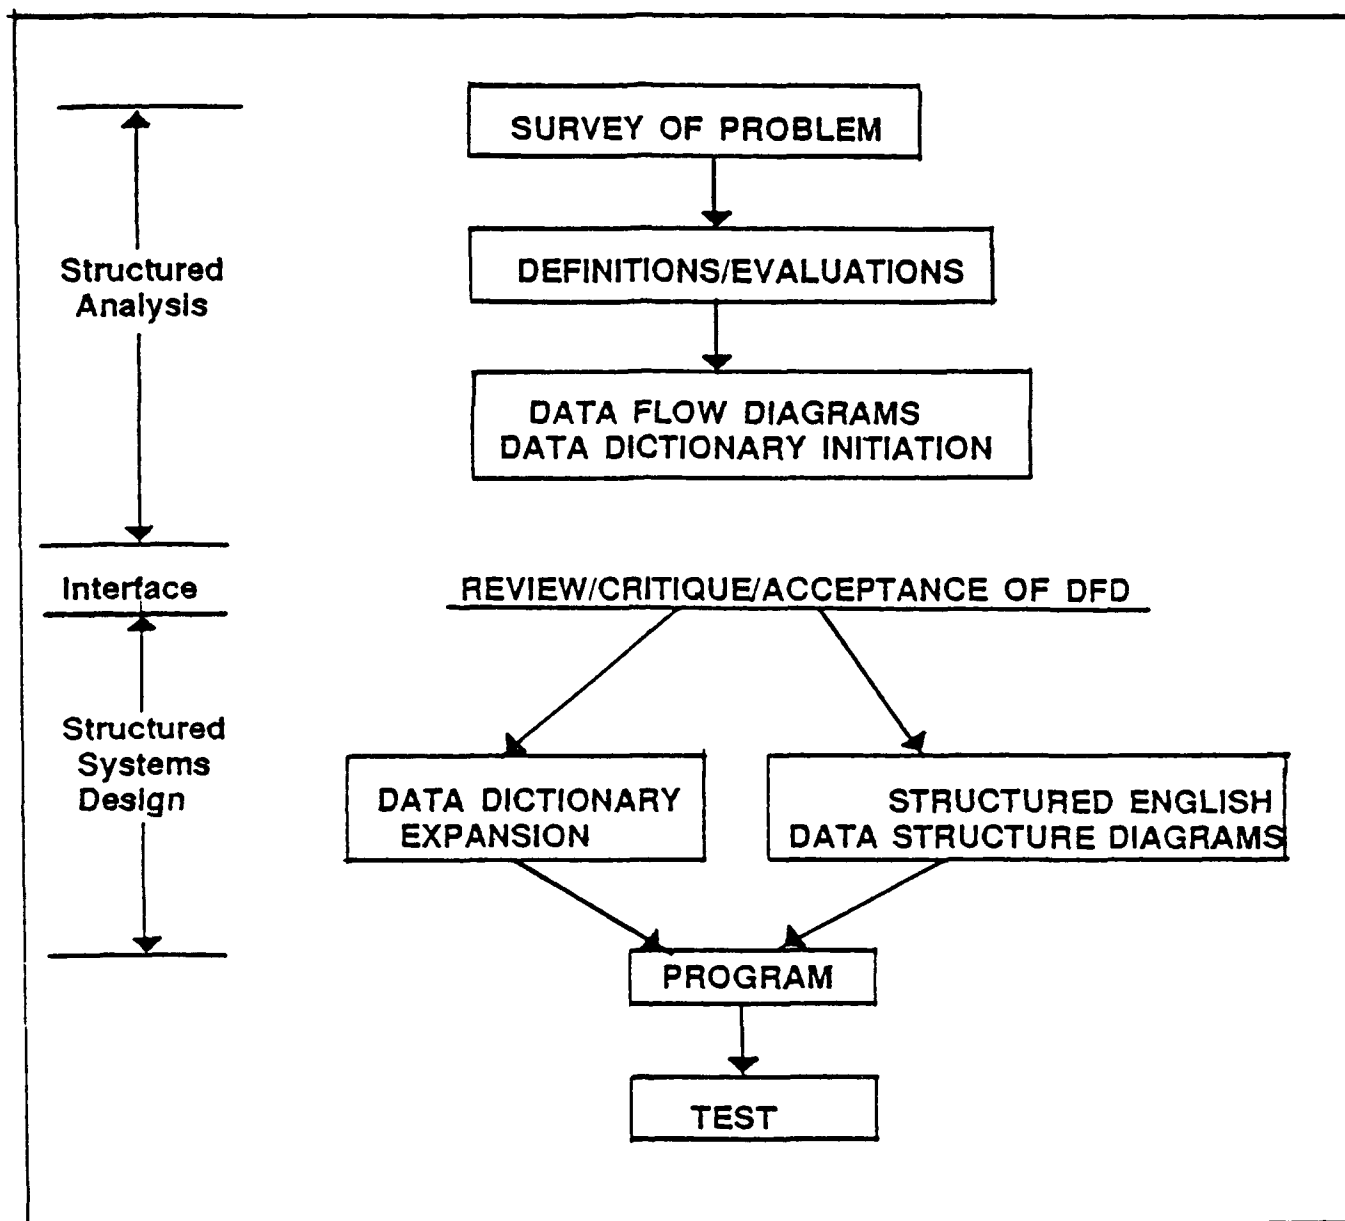 SURVEY OF PROBLEM
DEFINITIONS/EVALUATIONS
Structured
Analysis
DATA FLOW DIAGRAMS
DATA DICTIONARY INITIATION
Interface
REVIEW/CRITIQUE/ACCEPTANCE OF DFD
Structured
Systems
Design
DATA DICTIONARY
EXPANSION
STRUCTURED ENGLISH
DATA STRUCTURE DIAGRAMS
PROGRAM
TEST